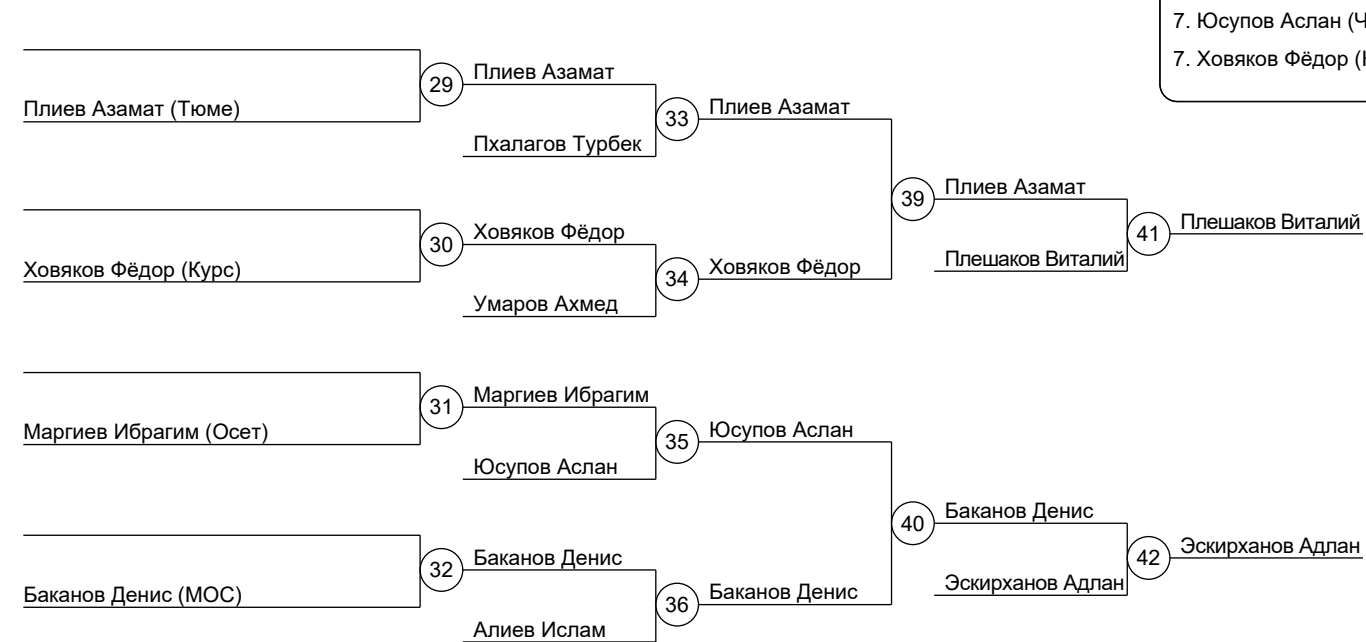 7. Юсупов Аслан
7. Ховяков Фёдор
Плиев Азамат (Тюме)
29
Плиев Азамат
Пхалагов Турбек
33
Плиев Азамат
Ховяков Фёдор (Курс)
30
Ховяков Фёдор
Умаров Ахмед
34
Ховяков Фёдор
39
Плиев Азамат
Плешаков Виталий
41
Плешаков Виталий
Маргиев Ибрагим (Осет)
31
Маргиев Ибрагим
Юсупов Аслан
35
Юсупов Аслан
Баканов Денис (МОС)
32
Баканов Денис
Алиев Ислам
36
Баканов Денис
40
Баканов Денис
Эскирханов Адлан
42
Эскирханов Адлан